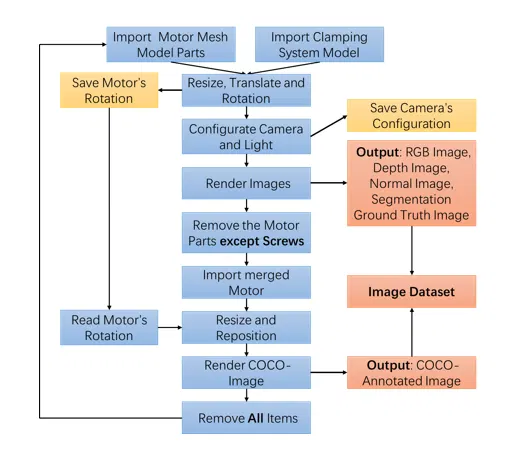 Import Motor Mesh
Model Parts
Import Clamping
System Model
Save Motor's
Rotation
Resize, Translate and
Rotation
Configurate Camera
and Light
Save Camera's
Configuration
Render Images
Output: RGB Image,
Depth Image,
Normal Image,
Segmentation
Ground Truth Image
Remove the Motor
Parts except Screws
Import merged
Motor
Image Dataset
Read Motor's
Rotation
Resize and
Reposition
Render COCO-
Image
Output: COCO-
Annotated Image
Remove All Items